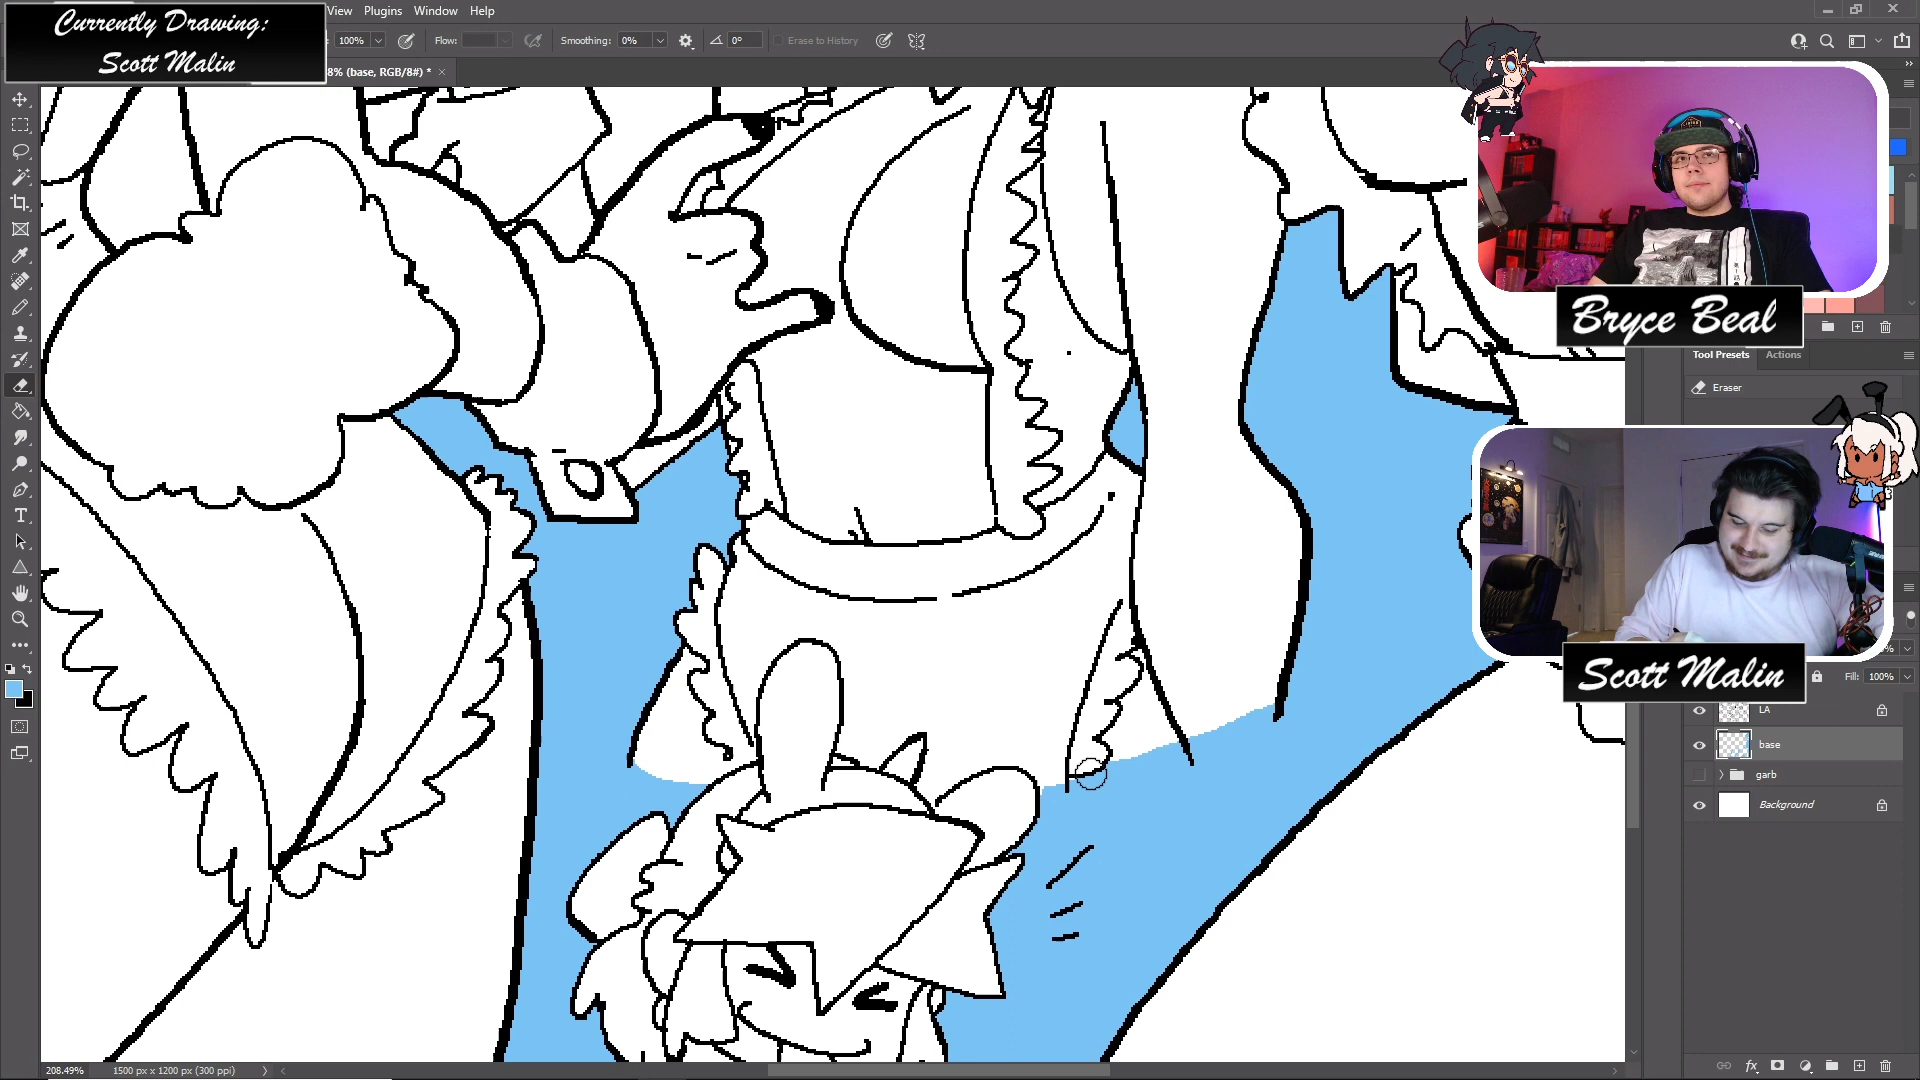 Currently Drawing:
Scott Malin
View Plugins Window Help
100% Flow: Smoothing: 0% 0° Erase to History
8% (base, RGB/8#) *
Bryce Beal
Tool Presets Actions
Eraser
Scott Malin
Fill: 100%
LA
base
garb
Background
208.49% 1500 px x 1200 px (300 ppi)